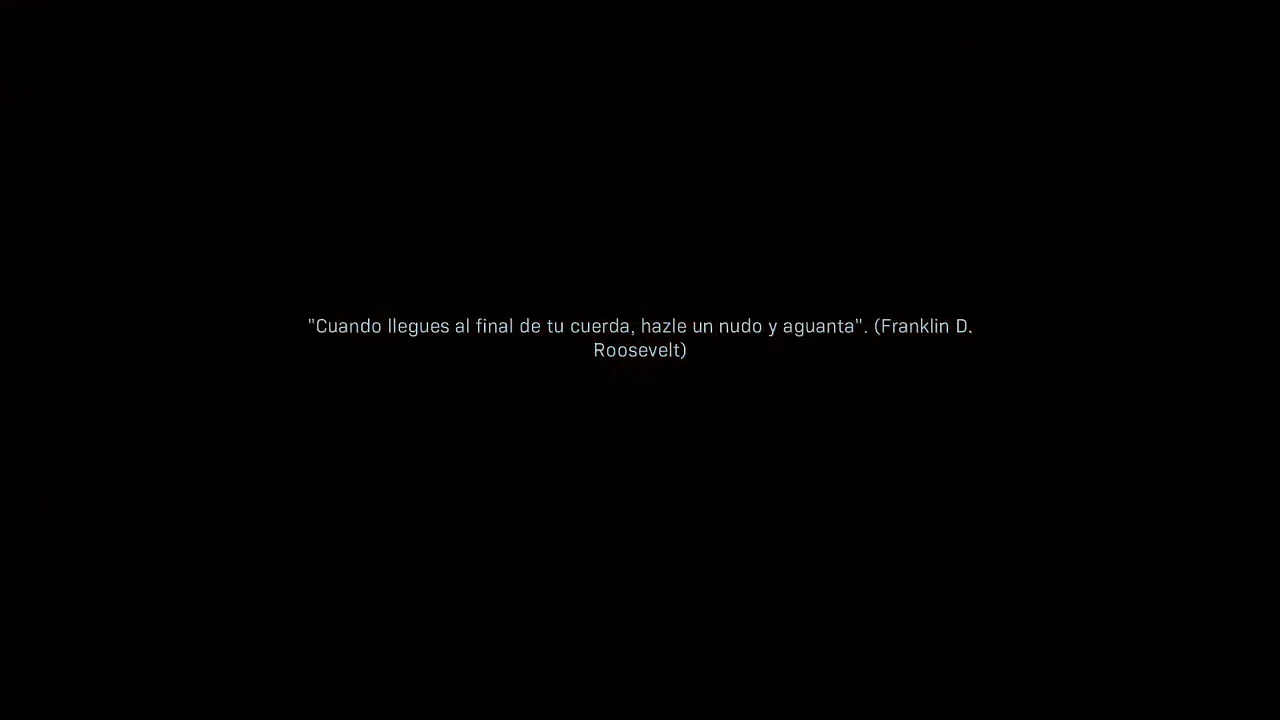 "Cuando llegues al final de tu cuerda, hazle un nudo y aguanta". (Franklin D.
Roosevelt)